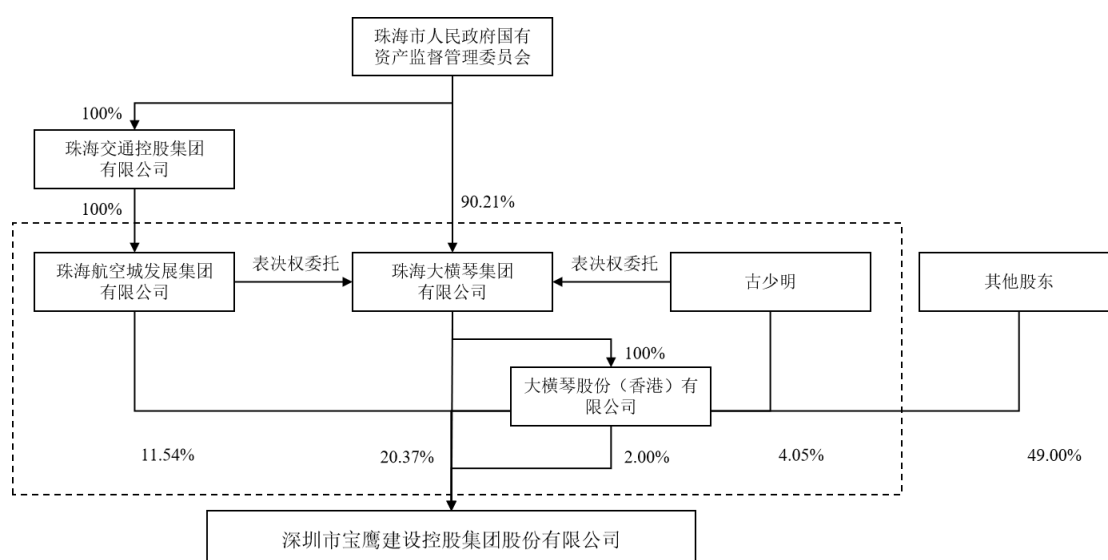 珠海市人民政府国有
资产监督管理委员会
100%
珠海交通控股集团
有限公司
100%
90.21%
珠海航空城发展集团
有限公司
表决权委托
珠海大横琴集团
有限公司
表决权委托
古少明
其他股东
100%
大横琴股份（香港）有
限公司
11.54%
20.37%
2.00%
4.05%
49.00%
深圳市宝鹰建设控股集团股份有限公司